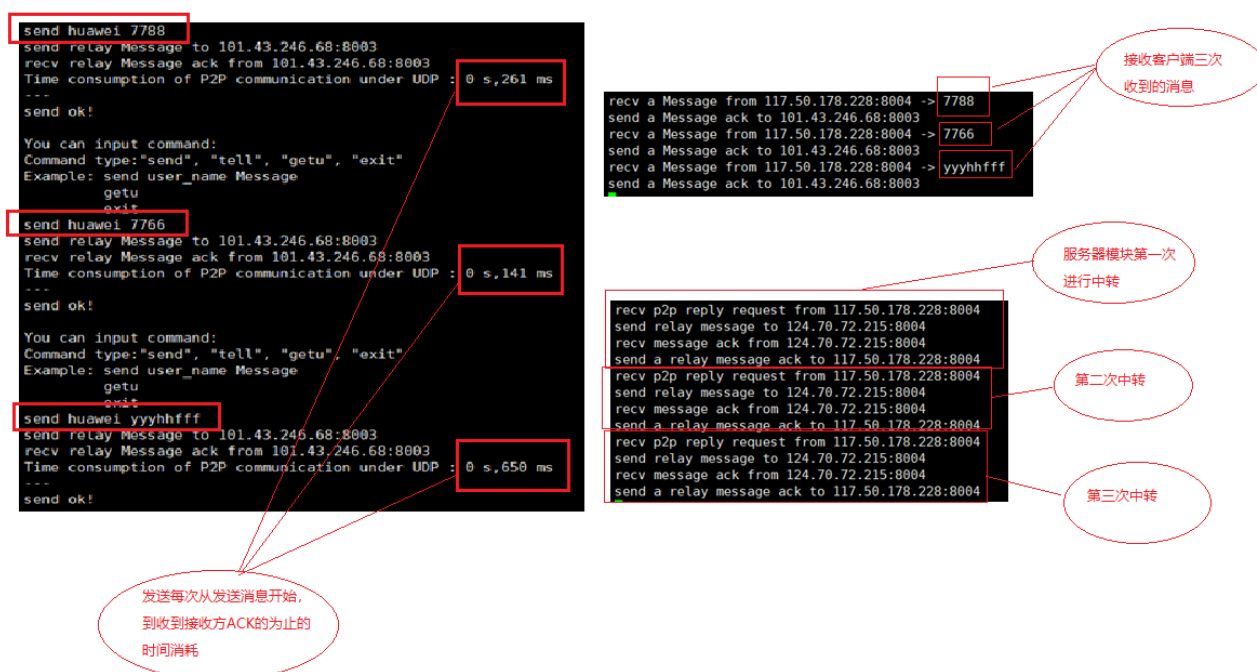 send huawei 7788
send relay Message to 101.43.246.68:8003
recv relay Message ack from 101.43.246.68:8003
Time consumption of P2P communication under UDP : 0 s,261 ms
---
send ok!
You can input command:
Command type:"send", "tell", "getu", "exit"
Example: send user_name Message
getu
exit
send huawei 7766
send relay Message to 101.43.246.68:8003
recv relay Message ack from 101.43.246.68:8003
Time consumption of P2P communication under UDP : 0 s,141 ms
---
send ok!
You can input command:
Command type:"send", "tell", "getu", "exit"
Example: send user_name Message
getu
exit
send huawei yyyhhfff
send relay Message to 101.43.246.68:8003
recv relay Message ack from 101.43.246.68:8003
Time consumption of P2P communication under UDP : 0 s,650 ms
---
send ok!
发送每次从发送消息开始,
到收到接收方ACK的为止的
时间消耗
接收客户端三次
收到的消息
recv a Message from 117.50.178.228:8004 -> 7788
send a Message ack to 101.43.246.68:8003
recv a Message from 117.50.178.228:8004 -> 7766
send a Message ack to 101.43.246.68:8003
recv a Message from 117.50.178.228:8004 -> yyyhhfff
send a Message ack to 101.43.246.68:8003
服务器模块第一次
进行中转
recv p2p reply request from 117.50.178.228:8004
send relay message to 124.70.72.215:8004
recv message ack from 124.70.72.215:8004
send a relay message ack to 117.50.178.228:8004
recv p2p reply request from 117.50.178.228:8004
send relay message to 124.70.72.215:8004
recv message ack from 124.70.72.215:8004
send a relay message ack to 117.50.178.228:8004
recv p2p reply request from 117.50.178.228:8004
send relay message to 124.70.72.215:8004
recv message ack from 124.70.72.215:8004
send a relay message ack to 117.50.178.228:8004
第二次中转
第三次中转